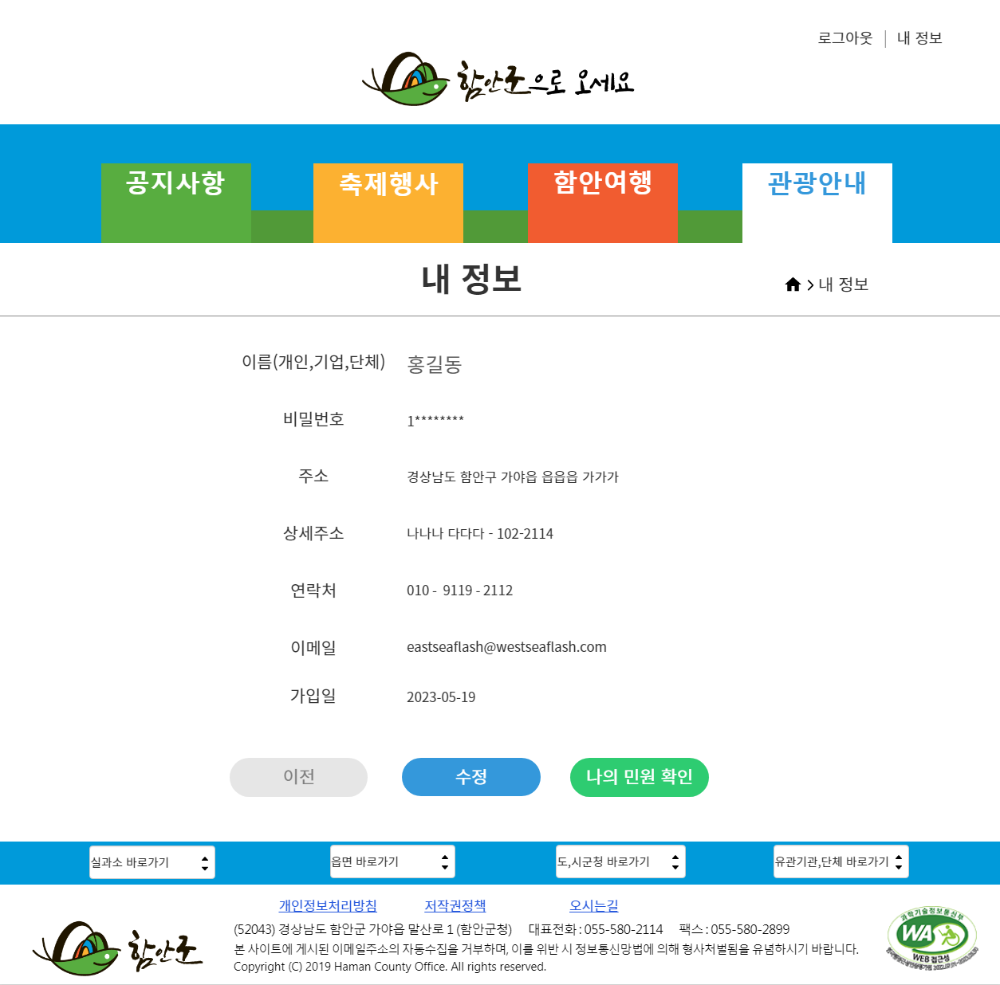 로그아웃 | 내 정보
함안군으로 오세요
공지사항 축제행사 함안여행 관광안내
내 정보
내 정보
이름(개인,기업,단체) 홍길동
비밀번호 1********
주소 경상남도 함안구 가야읍 읍읍읍 가가가
상세주소 나나나 다다다 - 102-2114
연락처 010 - 9119 - 2112
이메일 eastseaflash@westseaflash.com
가입일 2023-05-19
이전 수정 나의 민원 확인
실과소 바로가기 읍면 바로가기 도,시군청 바로가기 유관기관,단체 바로가기
개인정보처리방침 저작권정책 오시는길
(52043) 경상남도 함안군 가야읍 말산로 1 (함안군청) 대표전화 : 055-580-2114 팩스 : 055-580-2899
본 사이트에 게시된 이메일주소의 자동수집을 거부하며, 이를 위반 시 정보통신망법에 의해 형사처벌됨을 유념하시기 바랍니다.
Copyright (C) 2019 Haman County Office. All rights reserved.
함안군
과학기술정보통신부
WA
WEB 접근성